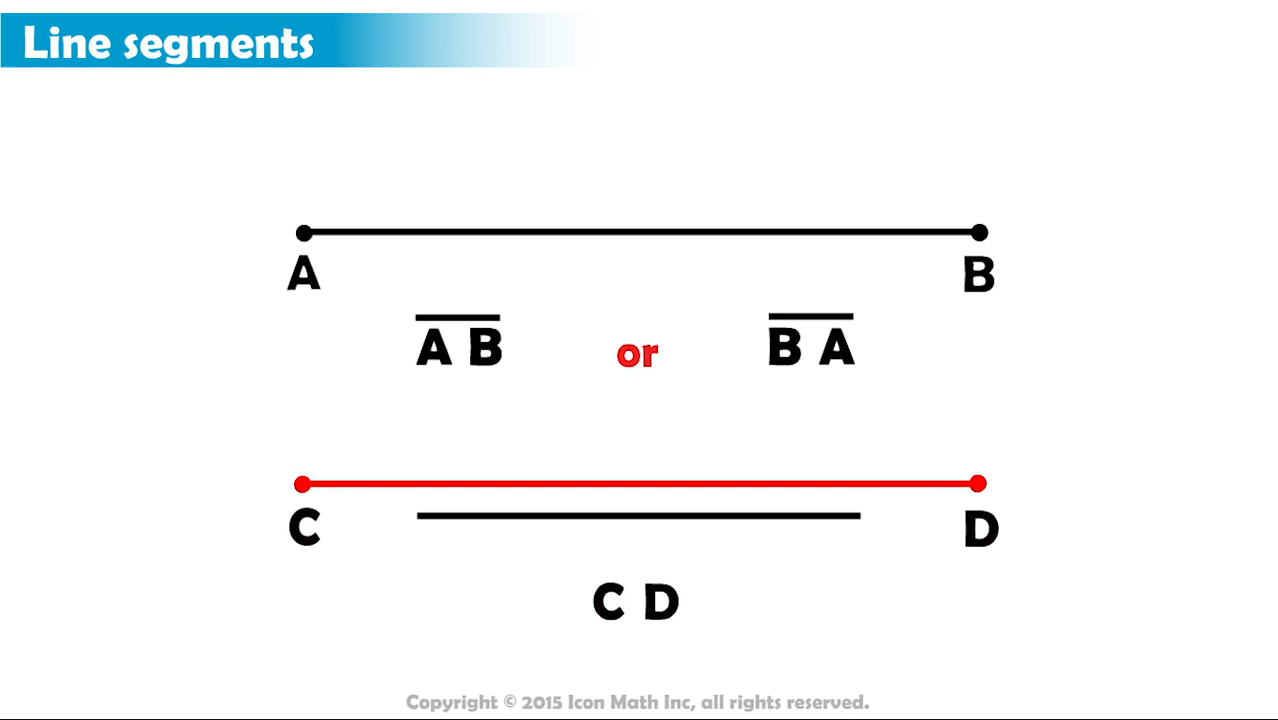 Line segments
A B
A B or B A
C D
C D
Copyright © 2015 Icon Math Inc, all rights reserved.